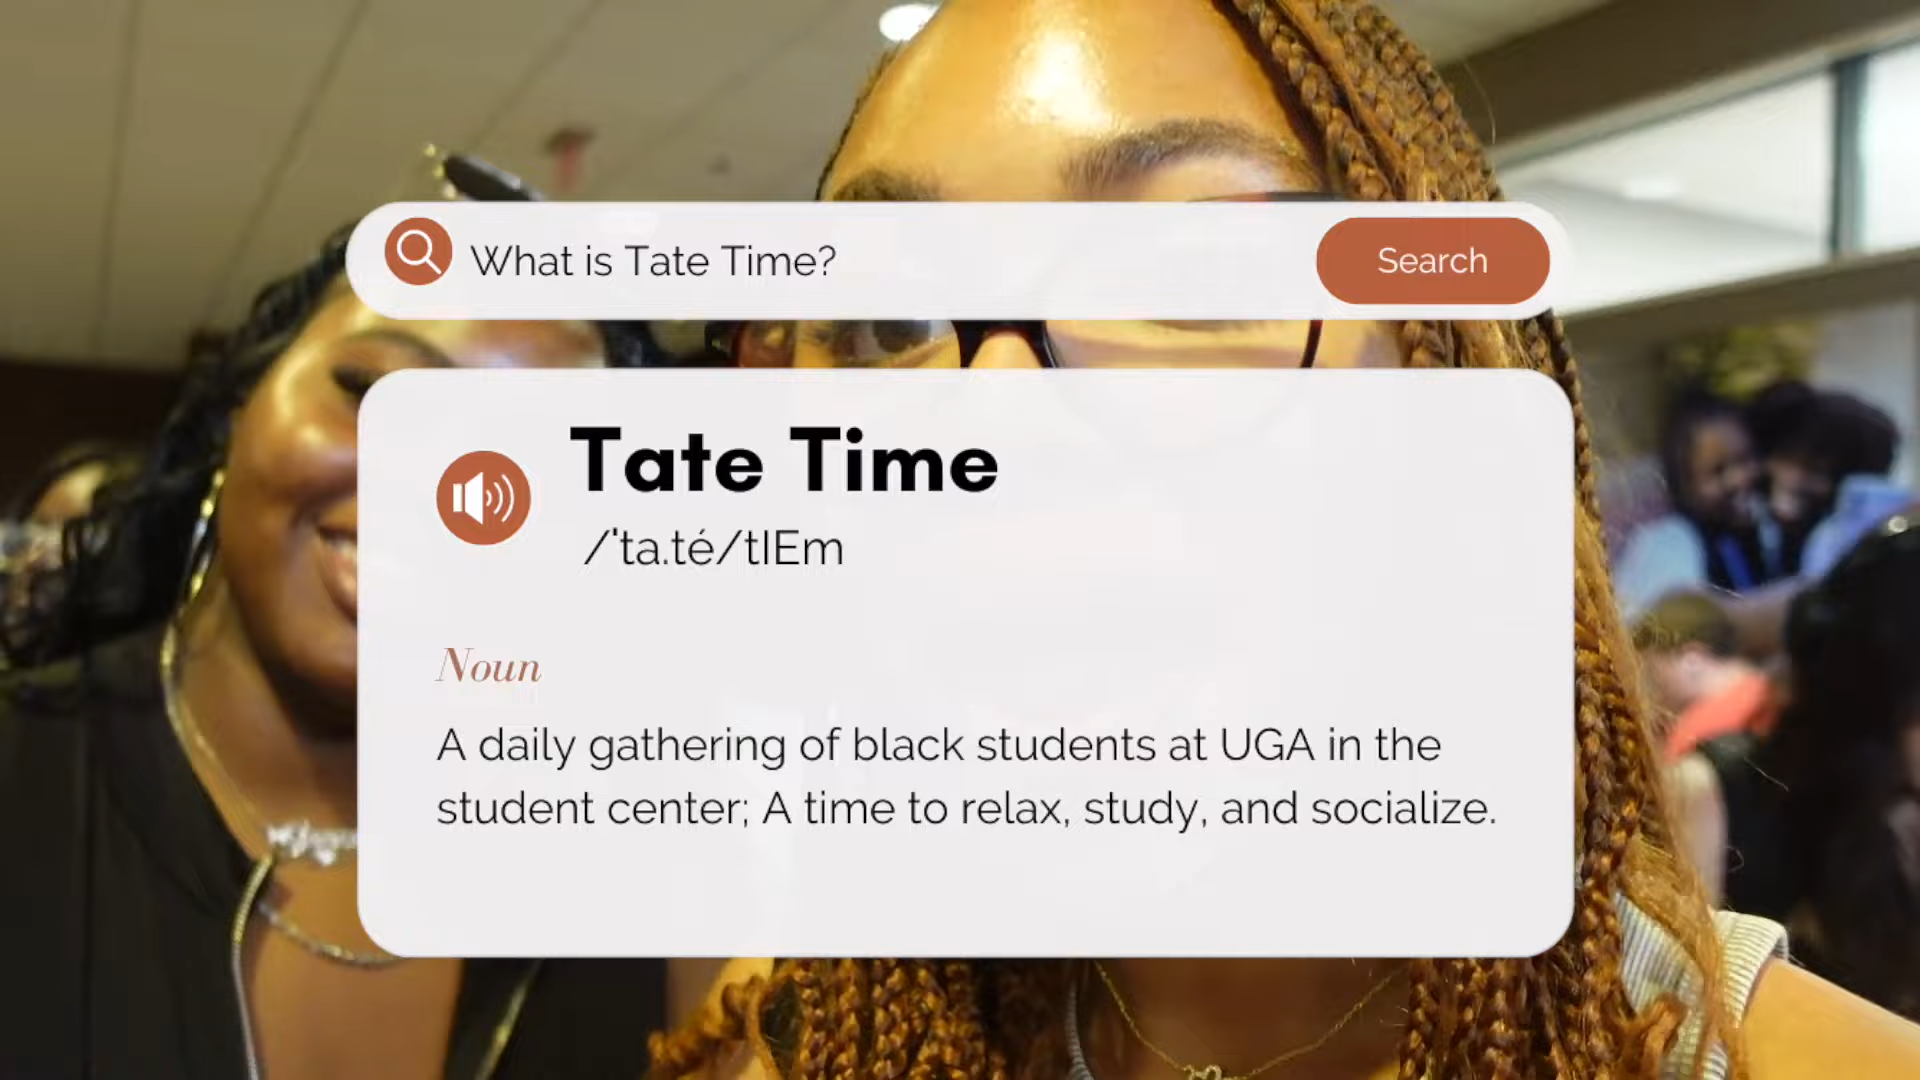 What is Tate Time?
Search
Tate Time
/'ta.té/tIEm
Noun
A daily gathering of black students at UGA in the
student center; A time to relax, study, and socialize.